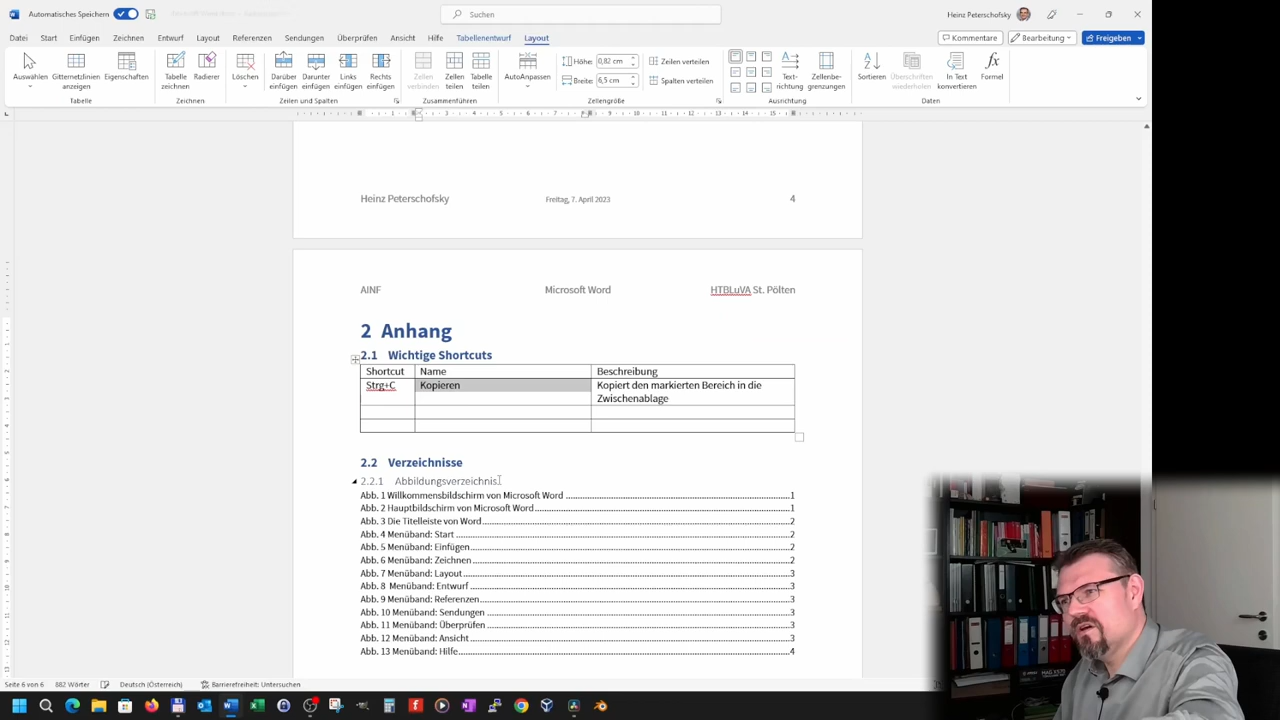 Automatisches Speichern
Suchen
Heinz Peterschofsky
Datei Start Einfügen Zeichnen Entwurf Layout Referenzen Sendungen Überprüfen Ansicht Hilfe Tabellenentwurf Layout
Kommentare Bearbeitung Freigeben
Auswählen Gitternetzlinien anzeigen Eigenschaften
Tabelle zeichnen Radierer
Löschen Darüber einfügen Darunter einfügen Links einfügen Rechts einfügen
Zellen verbinden Zellen teilen Tabelle teilen
AutoAnpassen Höhe: 0,82 cm Zeilen verteilen
Breite: 6,5 cm Spalten verteilen
Textrichtung Zellenbegrenzungen
Sortieren Überschriften wiederholen In Text konvertieren Formel
Tabelle Zeichnen Zeilen und Spalten Zusammenführen Zellengröße Ausrichtung Daten
Heinz Peterschofsky Freitag, 7. April 2023 4
AINF Microsoft Word HTBLuVA St. Pölten
2 Anhang
2.1 Wichtige Shortcuts
Shortcut Name Beschreibung
Strg+C Kopieren Kopiert den markierten Bereich in die
Zwischenablage
2.2 Verzeichnisse
2.2.1 Abbildungsverzeichnis
Abb. 1 Willkommensbildschirm von Microsoft Word 1
Abb. 2 Hauptbildschirm von Microsoft Word 1
Abb. 3 Die Titelleiste von Word 2
Abb. 4 Menüband: Start 2
Abb. 5 Menüband: Einfügen 2
Abb. 6 Menüband: Zeichnen 2
Abb. 7 Menüband: Layout 3
Abb. 8 Menüband: Entwurf 3
Abb. 9 Menüband: Referenzen 3
Abb. 10 Menüband: Sendungen 3
Abb. 11 Menüband: Überprüfen 3
Abb. 12 Menüband: Ansicht 3
Abb. 13 Menüband: Hilfe 4
Seite 6 von 6 882 Wörter Deutsch (Österreich) Barrierefreiheit: Untersuchen